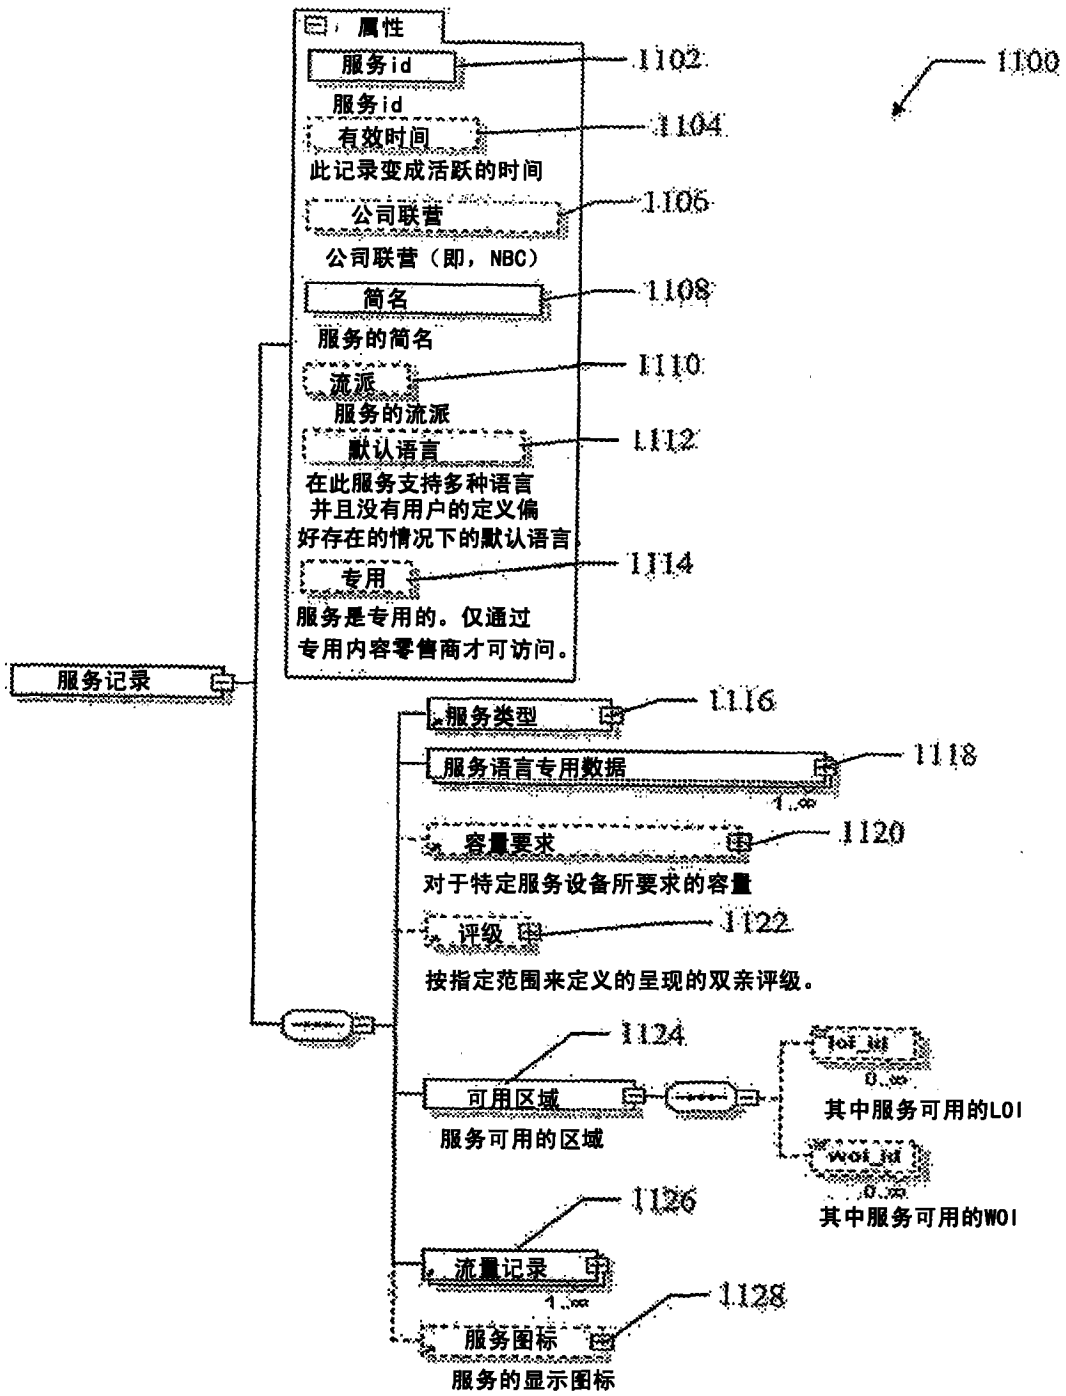 属性
服务id
1102
1100
服务id
有效时间
1104
此记录变成活跃的时间
公司联营
1106
公司联营（即，NBC）
简名
1108
服务的简名
流派
1110
服务的流派
默认语言
1112
在此服务支持多种语言
并且没有用户的定义偏
好存在的情况下的默认语言
专用
1114
服务是专用的。仅通过
专用内容零售商才可访问。
服务记录
服务类型
1116
服务语言专用数据
1118
1..∞
容量要求
1120
对于特定服务设备所要求的容量
评级
1122
按指定范围来定义的呈现的双亲评级。
1124
可用区域
服务可用的区域
loi_id
0..∞
其中服务可用的LOI
woi_id
0..∞
其中服务可用的WOI
1126
流量记录
1..∞
服务图标
1128
服务的显示图标